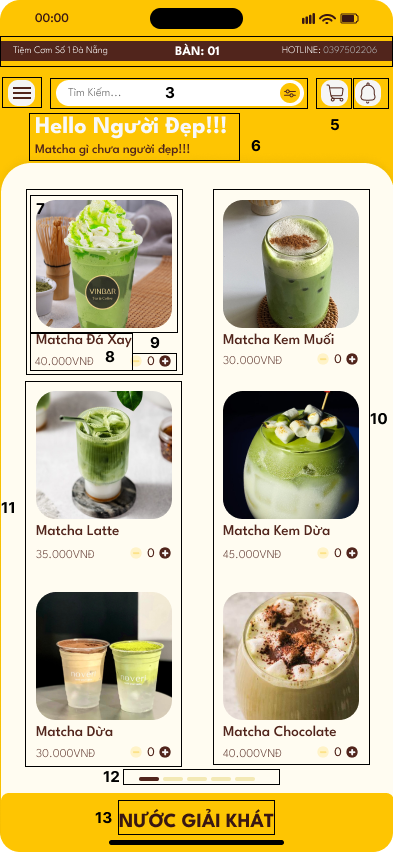 00:00
Tiệm Cơm Số 1 Đà Nẵng
BÀN: 01
HOTLINE: 0397502206
Tìm Kiếm...
3
5
Hello Người Đẹp!!!
Matcha gì chưa người đẹp!!!
6
7
VINDAR
Matcha Đá Xay
9
40.000VNĐ
8
0
Matcha Kem Muối
30.000VNĐ
0
10
Matcha Latte
35.000VNĐ
0
Matcha Kem Dừa
45.000VNĐ
0
11
Matcha Dừa
30.000VNĐ
0
Matcha Chocolate
40.000VNĐ
0
12
13
NƯỚC GIẢI KHÁT